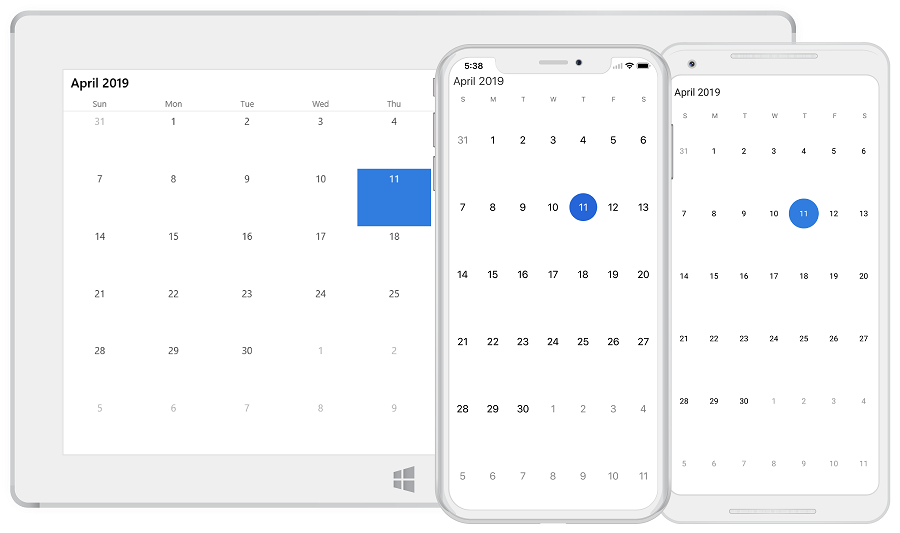 April 2019
Sun Mon Tue Wed Thu
31 1 2 3 4
7 8 9 10 11
14 15 16 17 18
21 22 23 24 25
28 29 30 1 2
5 6 7 8 9
5:38
April 2019
S M T W T F S
31 1 2 3 4 5 6
7 8 9 10 11 12 13
14 15 16 17 18 19 20
21 22 23 24 25 26 27
28 29 30 1 2 3 4
5 6 7 8 9 10 11
April 2019
S M T W T F S
31 1 2 3 4 5 6
7 8 9 10 11 12 13
14 15 16 17 18 19 20
21 22 23 24 25 26 27
28 29 30 1 2 3 4
5 6 7 8 9 10 11